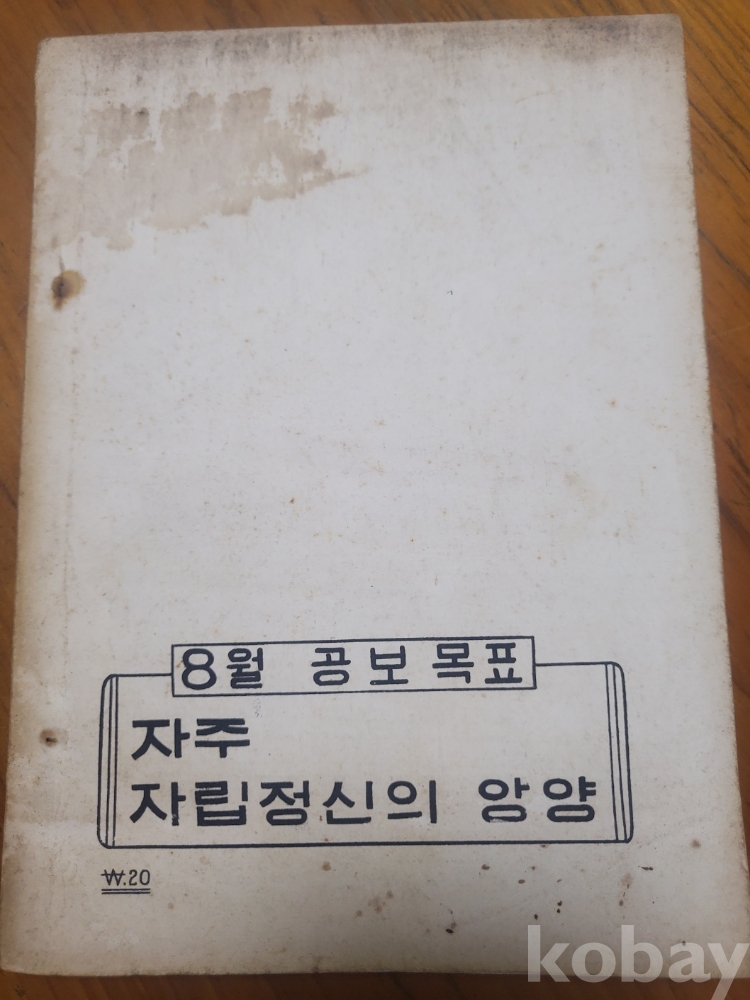 8월 공보목표
자주
자립정신의 앙양
₩.20
kobay